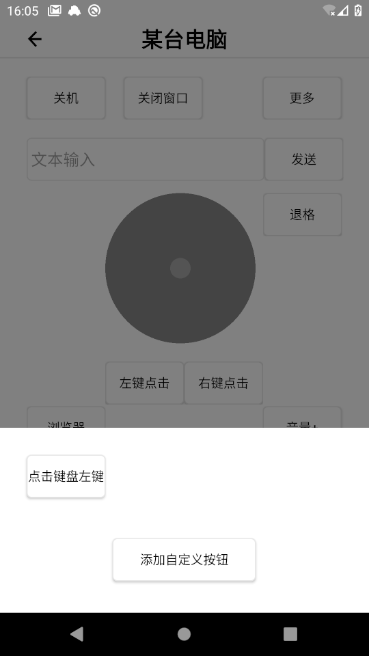 16:05
某台电脑
关机 关闭窗口 更多
文本输入 发送
退格
左键点击 右键点击
浏览器 音量+
点击键盘左键
添加自定义按钮